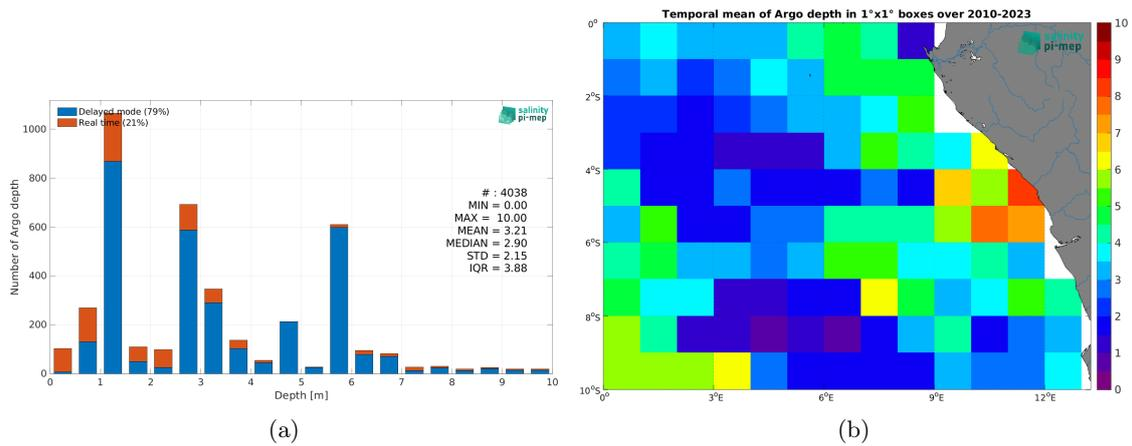 Temporal mean of Argo depth in 1°x1° boxes over 2010-2023
Delayed mode (79%)
Real time (21%)
salinity
pi-mep
# : 4038
MIN = 0.00
MAX = 10.00
MEAN = 3.21
MEDIAN = 2.90
STD = 2.15
IQR = 3.88
Number of Argo depth
1000
800
600
400
200
0
0 1 2 3 4 5 6 7 8 9 10
Depth [m]
(a)
salinity
pi-mep
0°
2°S
4°S
6°S
8°S
10°S
0° 3°E 6°E 9°E 12°E
10
9
8
7
6
5
4
3
2
1
0
(b)